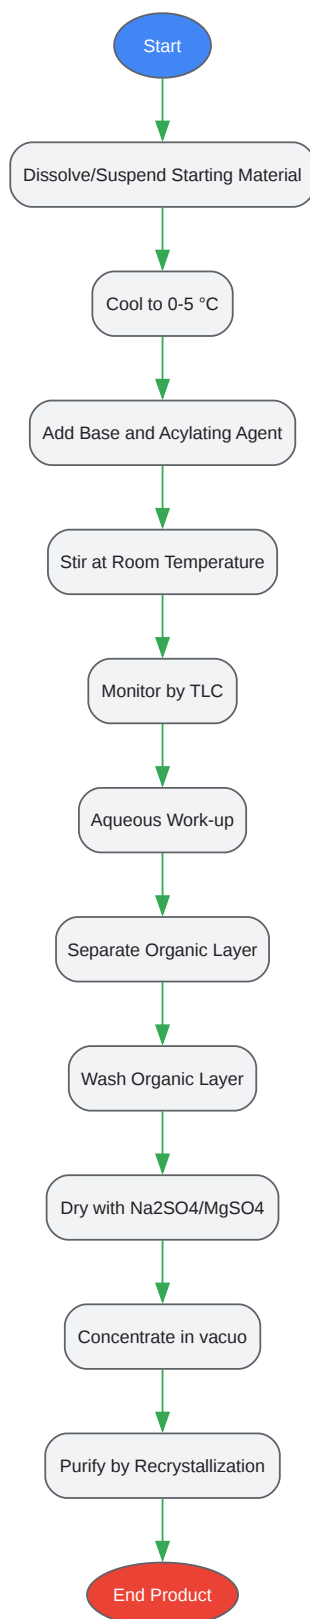 Start
Dissolve/Suspend Starting Material
Cool to 0-5 °C
Add Base and Acylating Agent
Stir at Room Temperature
Monitor by TLC
Aqueous Work-up
Separate Organic Layer
Wash Organic Layer
Dry with Na2SO4/MgSO4
Concentrate in vacuo
Purify by Recrystallization
End Product